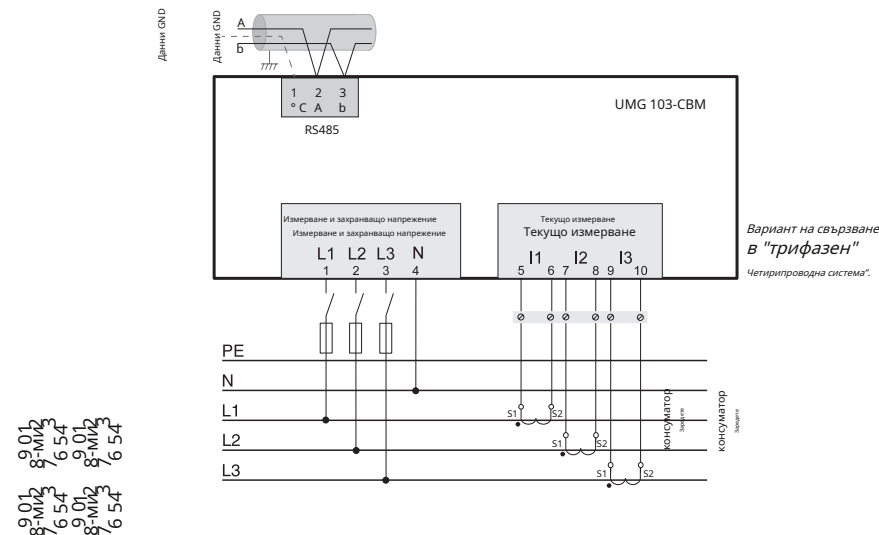 Данни GND
Данни GND
A
b
1 2 3
° C A b
RS485
UMG 103-CBM
Измерване и захранващо напрежение
Измерване и захранващо напрежение
L1 L2 L3 N
1 2 3 4
Текущо измерване
Текущо измерване
I1 I2 I3
5 6 7 8 9 10
Вариант на свързване
в "трифазен"
Четирипроводна система".
PE
N
L1
L2
L3
S1 S2
S1 S2
S1 S2
консуматор
Заредете
консуматор
Заредете